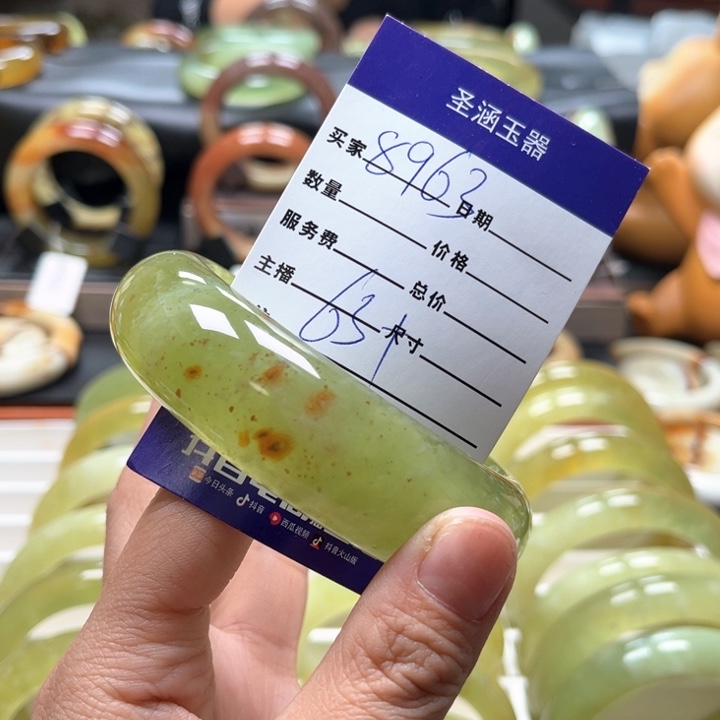 圣涵玉器
买家 8963 日期
数量 价格
服务费 总价
主播 尺寸
63+
今日头条 抖音 西瓜视频 抖音火山版